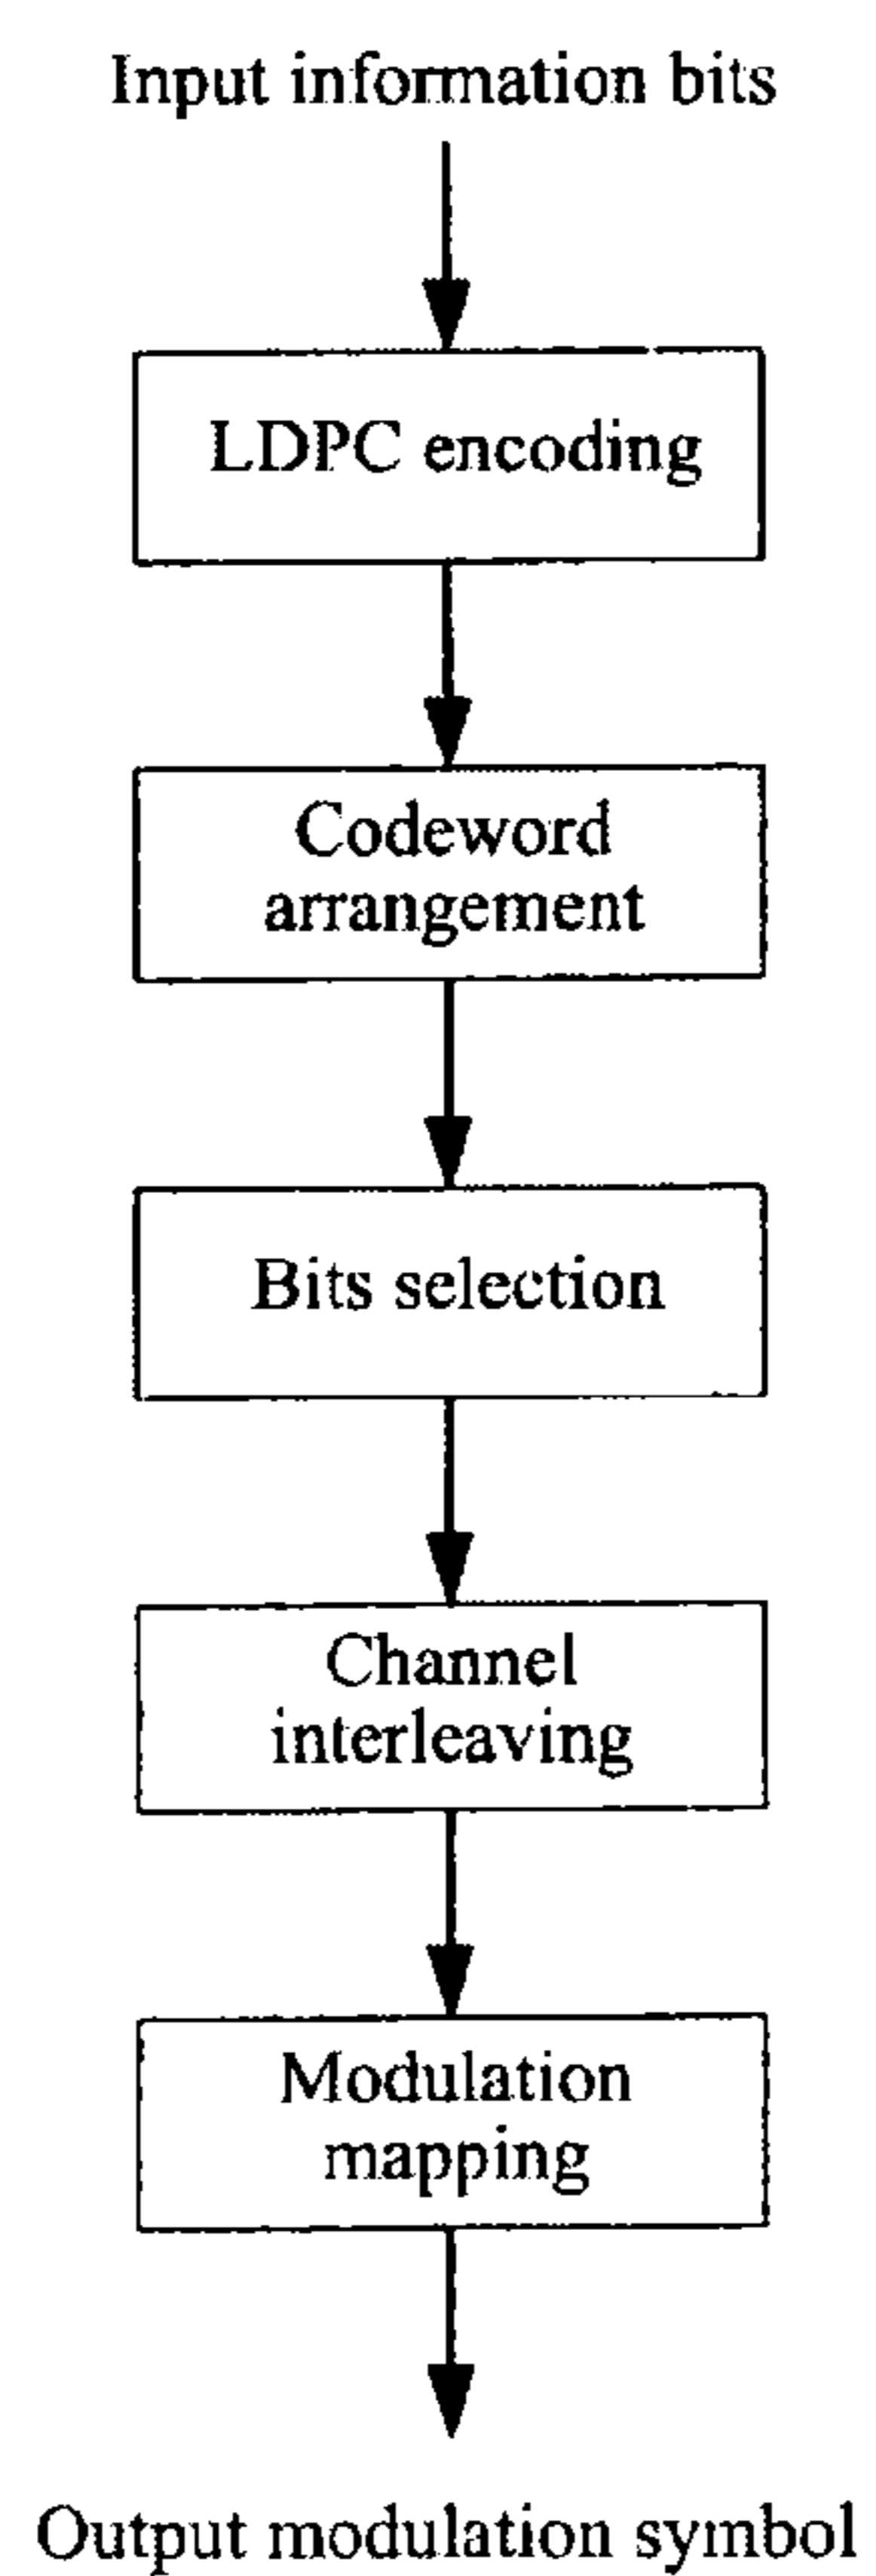 Input information bits
LDPC encoding
Codeword
arrangement
Bits selection
Channel
interleaving
Modulation
mapping
Output modulation symbol